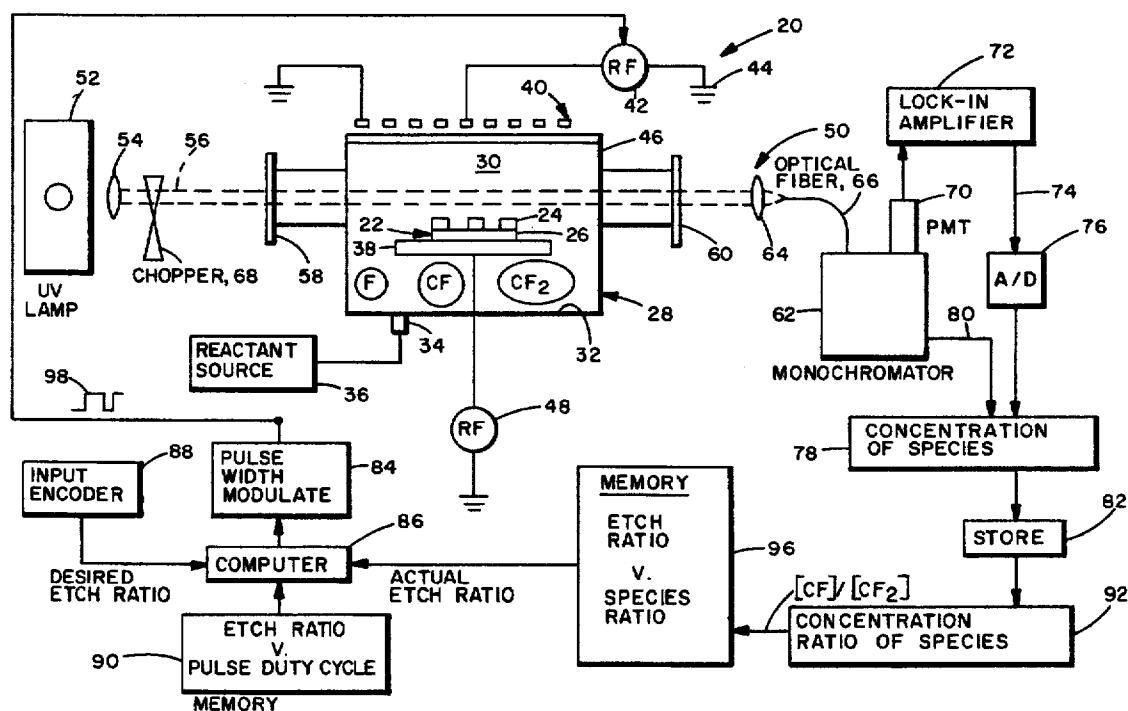 20
RF
42
44
52
54
56
58
UV
LAMP
CHOPPER, 68
40
30
46
24
22
26
38
F
CF
CF2
28
32
34
REACTANT
SOURCE
36
48
RF
50
OPTICAL
FIBER, 66
60
64
72
LOCK-IN
AMPLIFIER
70
PMT
74
76
A/D
62
80
MONOCHROMATOR
78
CONCENTRATION
OF SPECIES
82
STORE
[CF]/[CF2]
92
CONCENTRATION
RATIO OF SPECIES
MEMORY
ETCH
RATIO
V.
SPECIES
RATIO
96
98
INPUT
ENCODER
88
PULSE
WIDTH
MODULATE
84
86
COMPUTER
DESIRED
ETCH RATIO
ACTUAL
ETCH RATIO
90
ETCH RATIO
V.
PULSE DUTY CYCLE
MEMORY